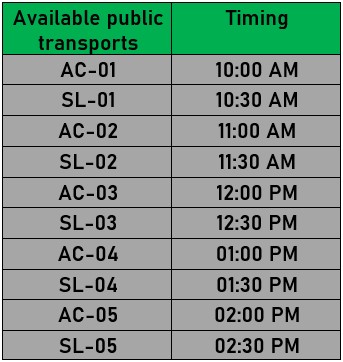 Available public Timing
transports
AC-01 10:00 AM
SL-01 10:30 AM
AC-02 11:00 AM
SL-02 11:30 AM
AC-03 12:00 PM
SL-03 12:30 PM
AC-04 01:00 PM
SL-04 01:30 PM
AC-05 02:00 PM
SL-05 02:30 PM